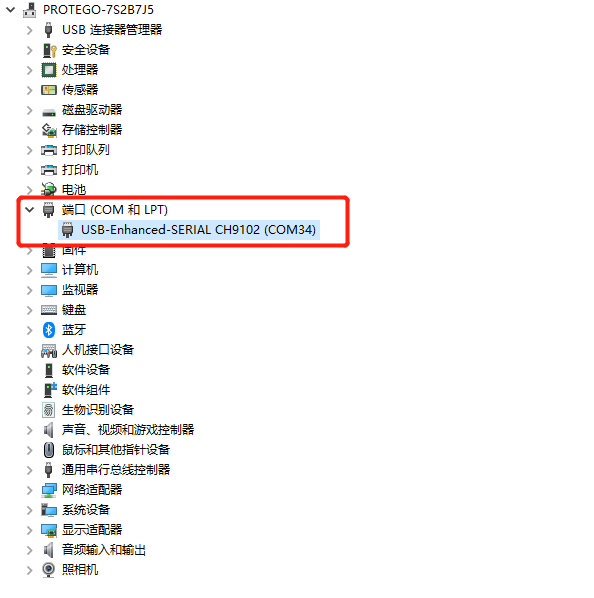 PROTEGO-7S2B7J5
USB 连接器管理器
安全设备
处理器
传感器
磁盘驱动器
存储控制器
打印队列
打印机
电池
端口 (COM 和 LPT)
USB-Enhanced-SERIAL CH9102 (COM34)
固件
计算机
监视器
键盘
蓝牙
人机接口设备
软件设备
软件组件
生物识别设备
声音、视频和游戏控制器
鼠标和其他指针设备
通用串行总线控制器
网络适配器
系统设备
显示适配器
音频输入和输出
照相机